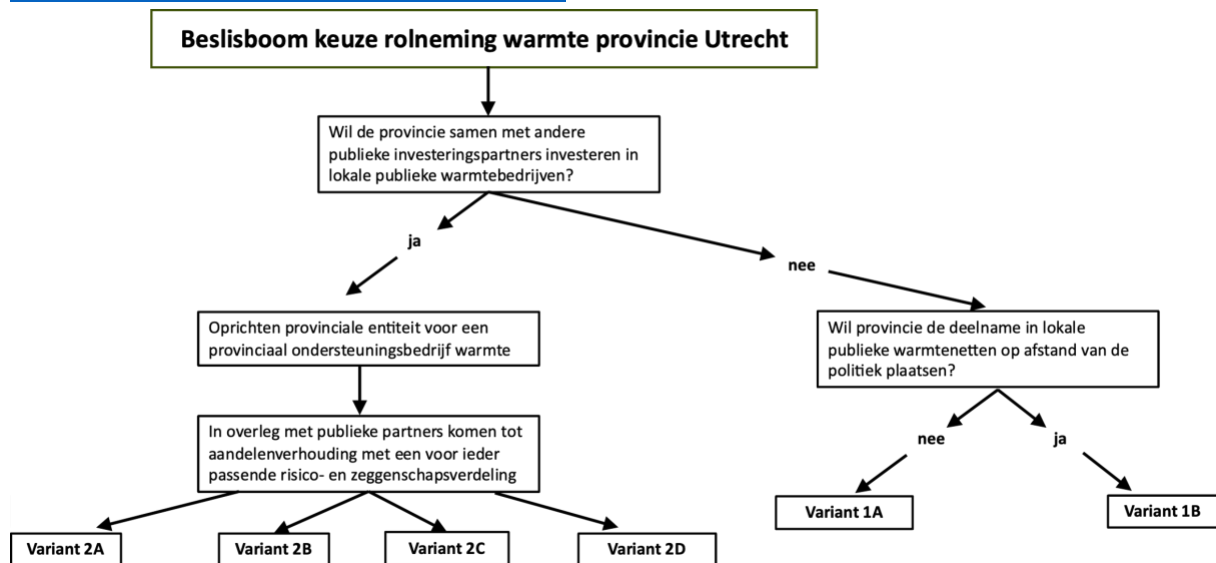 Beslisboom keuze rolneming warmte provincie Utrecht
Wil de provincie samen met andere
publieke investeringspartners investeren in
lokale publieke warmtebedrijven?
ja
nee
Oprichten provinciale entiteit voor een
provinciaal ondersteuningsbedrijf warmte
Wil provincie de deelname in lokale
publieke warmtenetten op afstand van de
politiek plaatsen?
In overleg met publieke partners komen tot
aandelenverhouding met een voor ieder
passende risico- en zeggenschapsverdeling
nee
ja
Variant 1A
Variant 1B
Variant 2A
Variant 2B
Variant 2C
Variant 2D